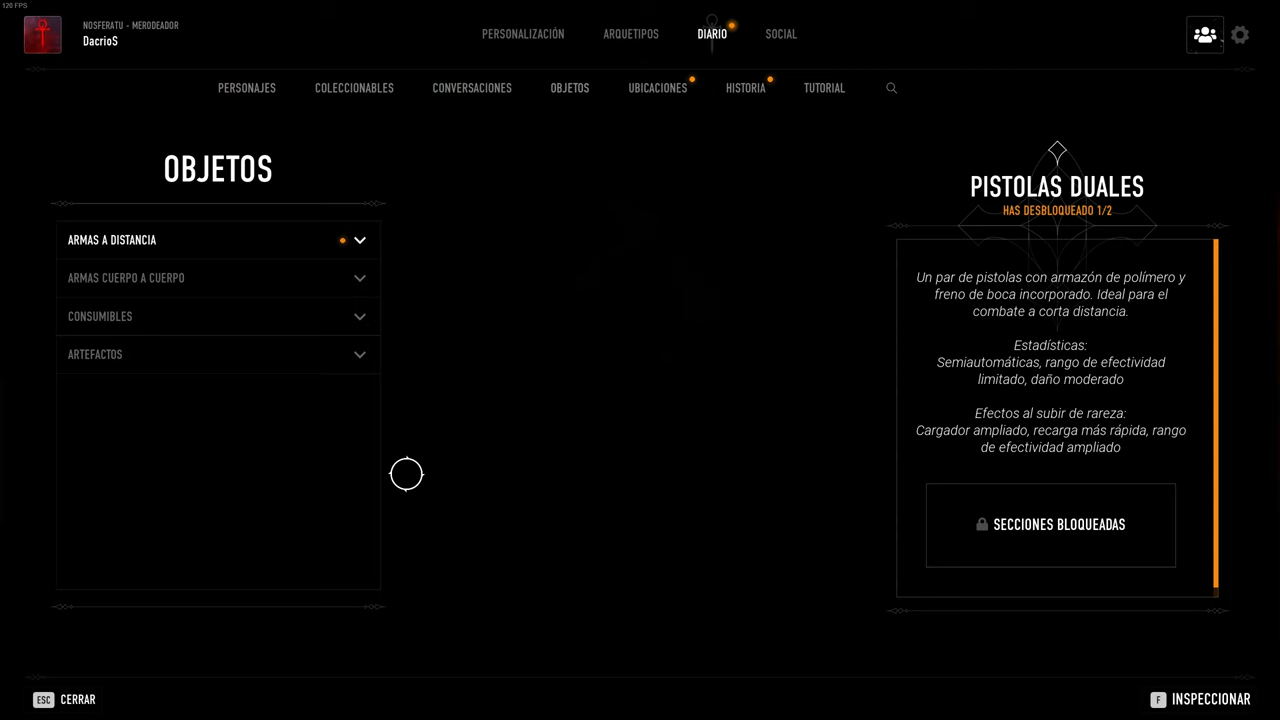 120 FPS
NOSFERATU - MERODEADOR
DacrioS
PERSONALIZACIÓN
ARQUETIPOS
DIARIO
SOCIAL
PERSONAJES
COLECCIONABLES
CONVERSACIONES
OBJETOS
UBICACIONES
HISTORIA
TUTORIAL
OBJETOS
ARMAS A DISTANCIA
ARMAS CUERPO A CUERPO
CONSUMIBLES
ARTEFACTOS
PISTOLAS DUALES
HAS DESBLOQUEADO 1/2
Un par de pistolas con armazón de polímero y
freno de boca incorporado. Ideal para el
combate a corta distancia.
Estadísticas:
Semiautomáticas, rango de efectividad
limitado, daño moderado
Efectos al subir de rareza:
Cargador ampliado, recarga más rápida, rango
de efectividad ampliado
SECCIONES BLOQUEADAS
ESC CERRAR
F INSPECCIONAR